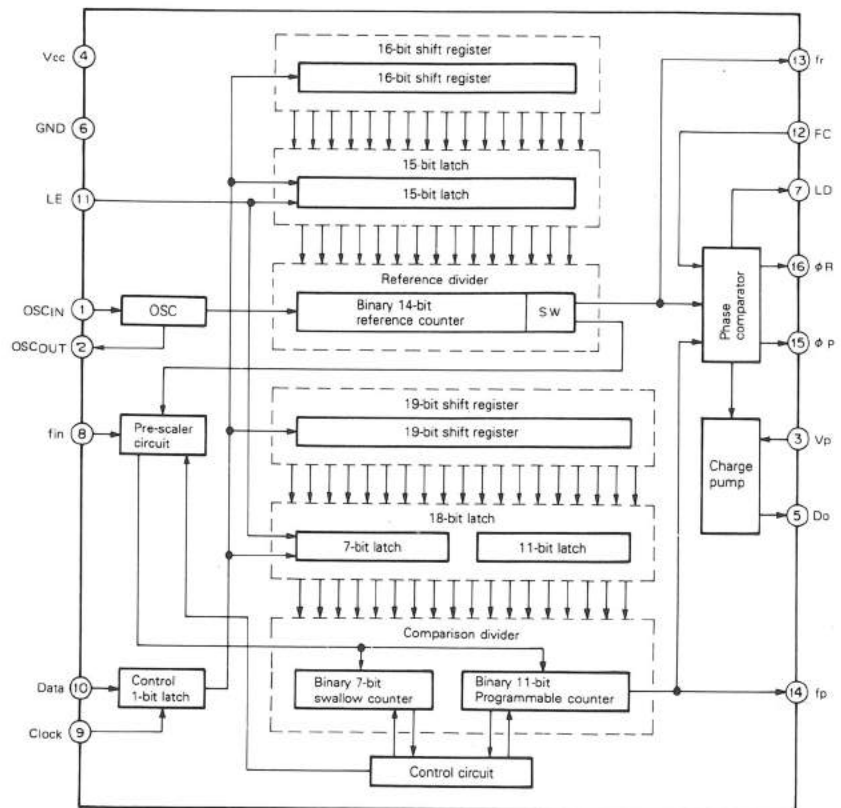 16-bit shift register
16-bit shift register
Vcc
4
13
fr
GND
6
12
FC
15-bit latch
15-bit latch
LE
11
7
LD
Reference divider
Binary 14-bit
reference counter
SW
16
φR
OSCIN
1
OSC
Phase
comparator
OSCOUT
2
15
φP
fin
8
Pre-scaler
circuit
19-bit shift register
19-bit shift register
3
Vp
Charge
pump
5
Do
18-bit latch
7-bit latch
11-bit latch
Comparison divider
Binary 7-bit
swallow counter
Binary 11-bit
Programmable counter
Data
10
Control
1-bit latch
14
fp
Clock
9
Control circuit